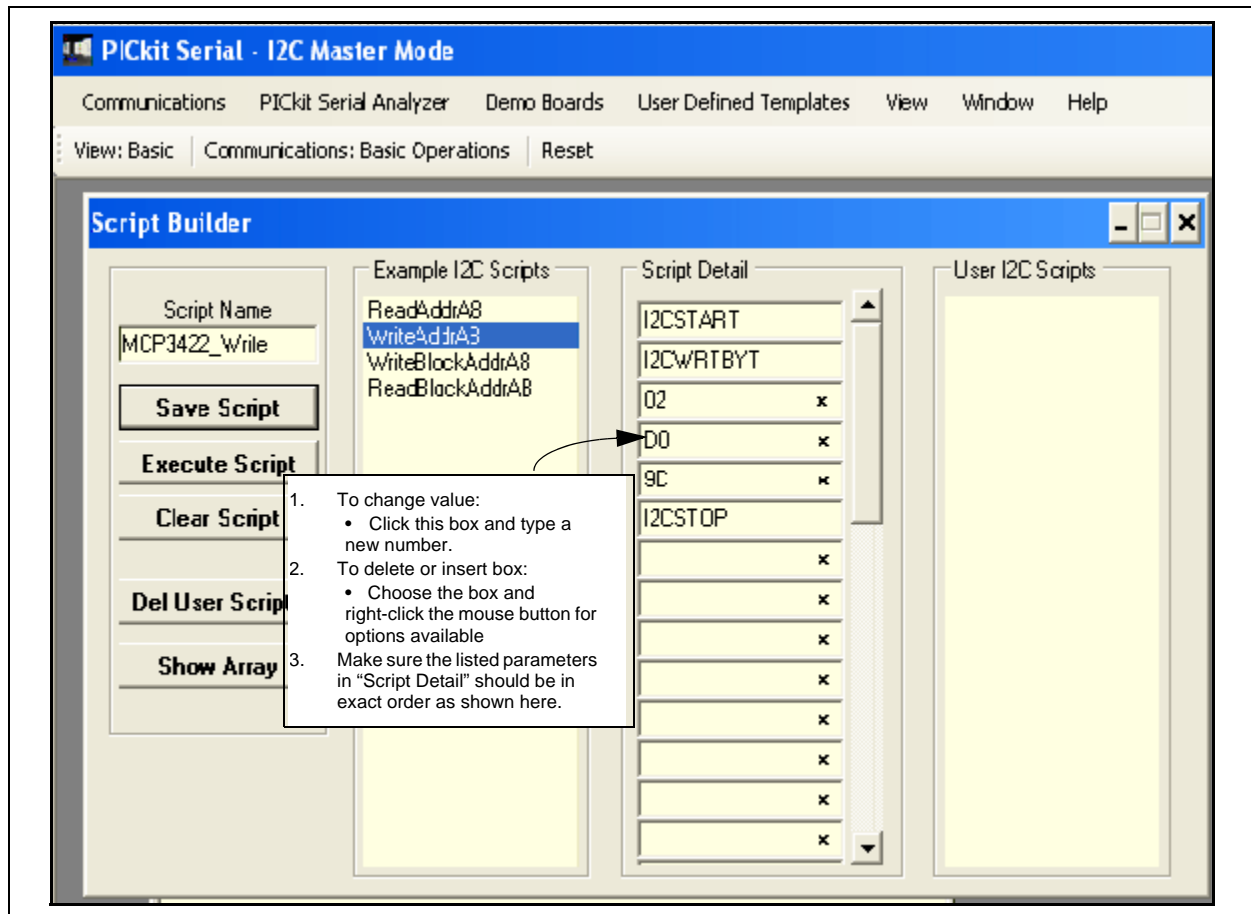 PICkit Serial - I2C Master Mode
Communications PICkit Serial Analyzer Demo Boards User Defined Templates View Window Help
View: Basic Communications: Basic Operations Reset
Script Builder
Script Name
MCP3422_Write
Save Script
Execute Script
Clear Script
Del User Script
Show Array
Example I2C Scripts
ReadAddrA8
WriteAddrA8
WriteBlockAddrA8
ReadBlockAddrA8
1. To change value:
• Click this box and type a
new number.
2. To delete or insert box:
• Choose the box and
right-click the mouse button for
options available
3. Make sure the listed parameters
in “Script Detail” should be in
exact order as shown here.
Script Detail
I2CSTART
I2CWRTBYT
02 x
D0 x
9C x
I2CSTOP
x
x
x
x
x
x
x
x
User I2C Scripts